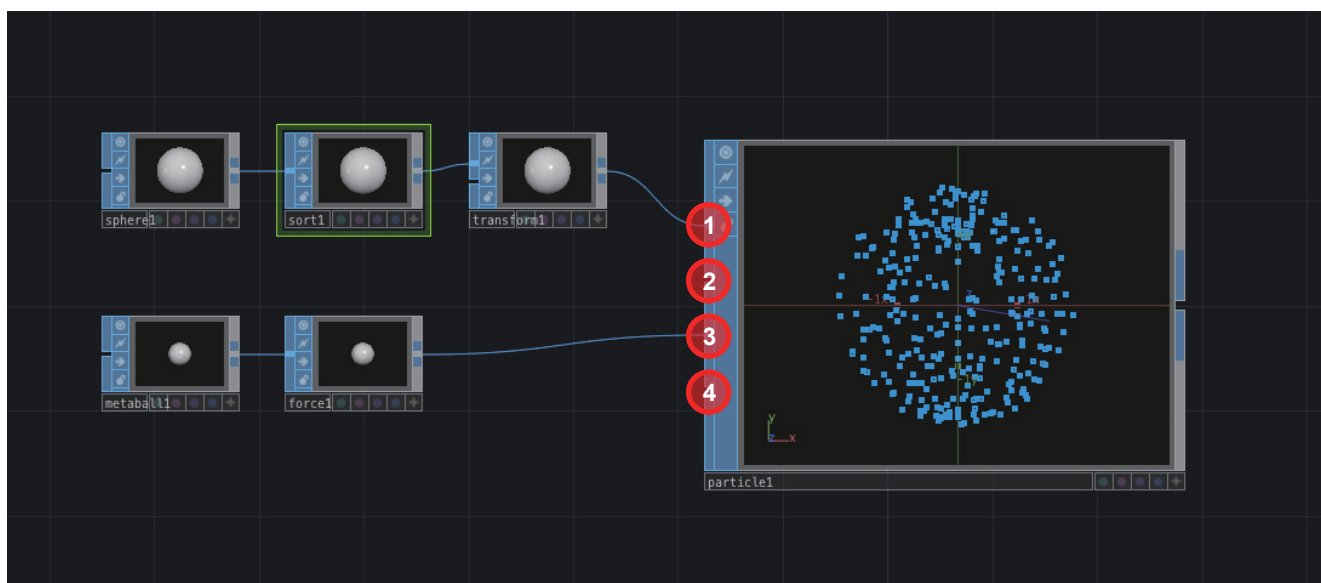 sphere1
sort1
transform1
metaball1
force1
1
2
3
4
y
z x
particle1